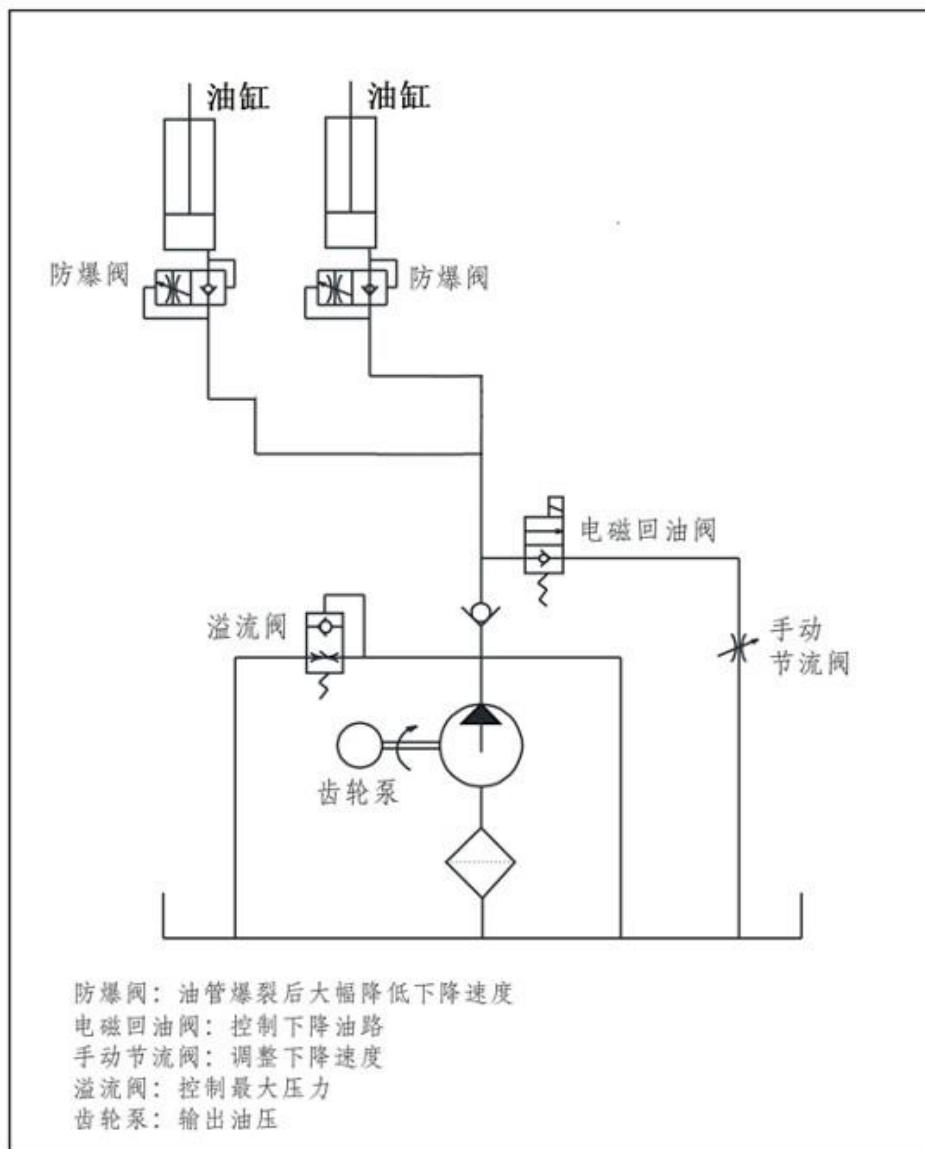 油缸
油缸
防爆阀
防爆阀
电磁回油阀
溢流阀
手动
节流阀
齿轮泵
防爆阀：油管爆裂后大幅降低下降速度
电磁回油阀：控制下降油路
手动节流阀：调整下降速度
溢流阀：控制最大压力
齿轮泵：输出油压